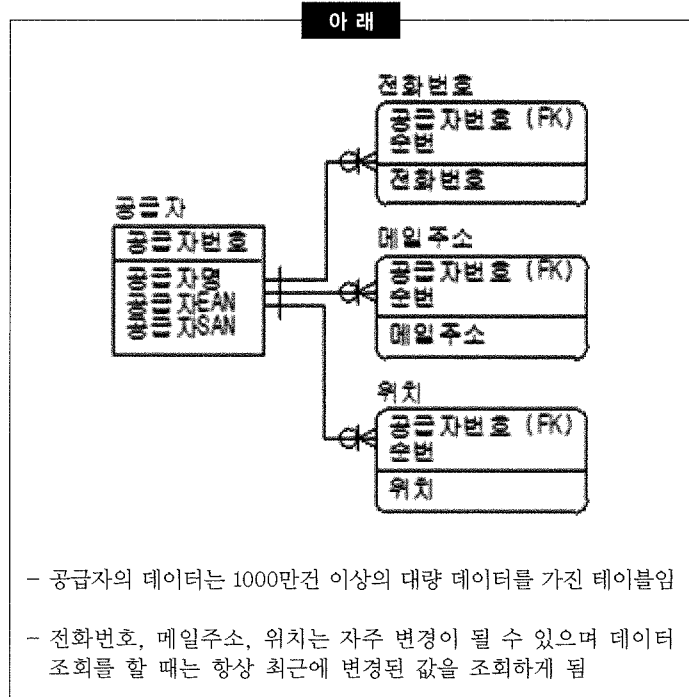 아 래
전화번호
공급자번호 (FK)
순번
전화번호
공급자
공급자번호
공급자명
공급자EAN
공급자SAN
메일주소
공급자번호 (FK)
순번
메일주소
위치
공급자번호 (FK)
순번
위치
- 공급자의 데이터는 1000만건 이상의 대량 데이터를 가진 테이블임
- 전화번호, 메일주소, 위치는 자주 변경이 될 수 있으며 데이터
조회를 할 때는 항상 최근에 변경된 값을 조회하게 됨